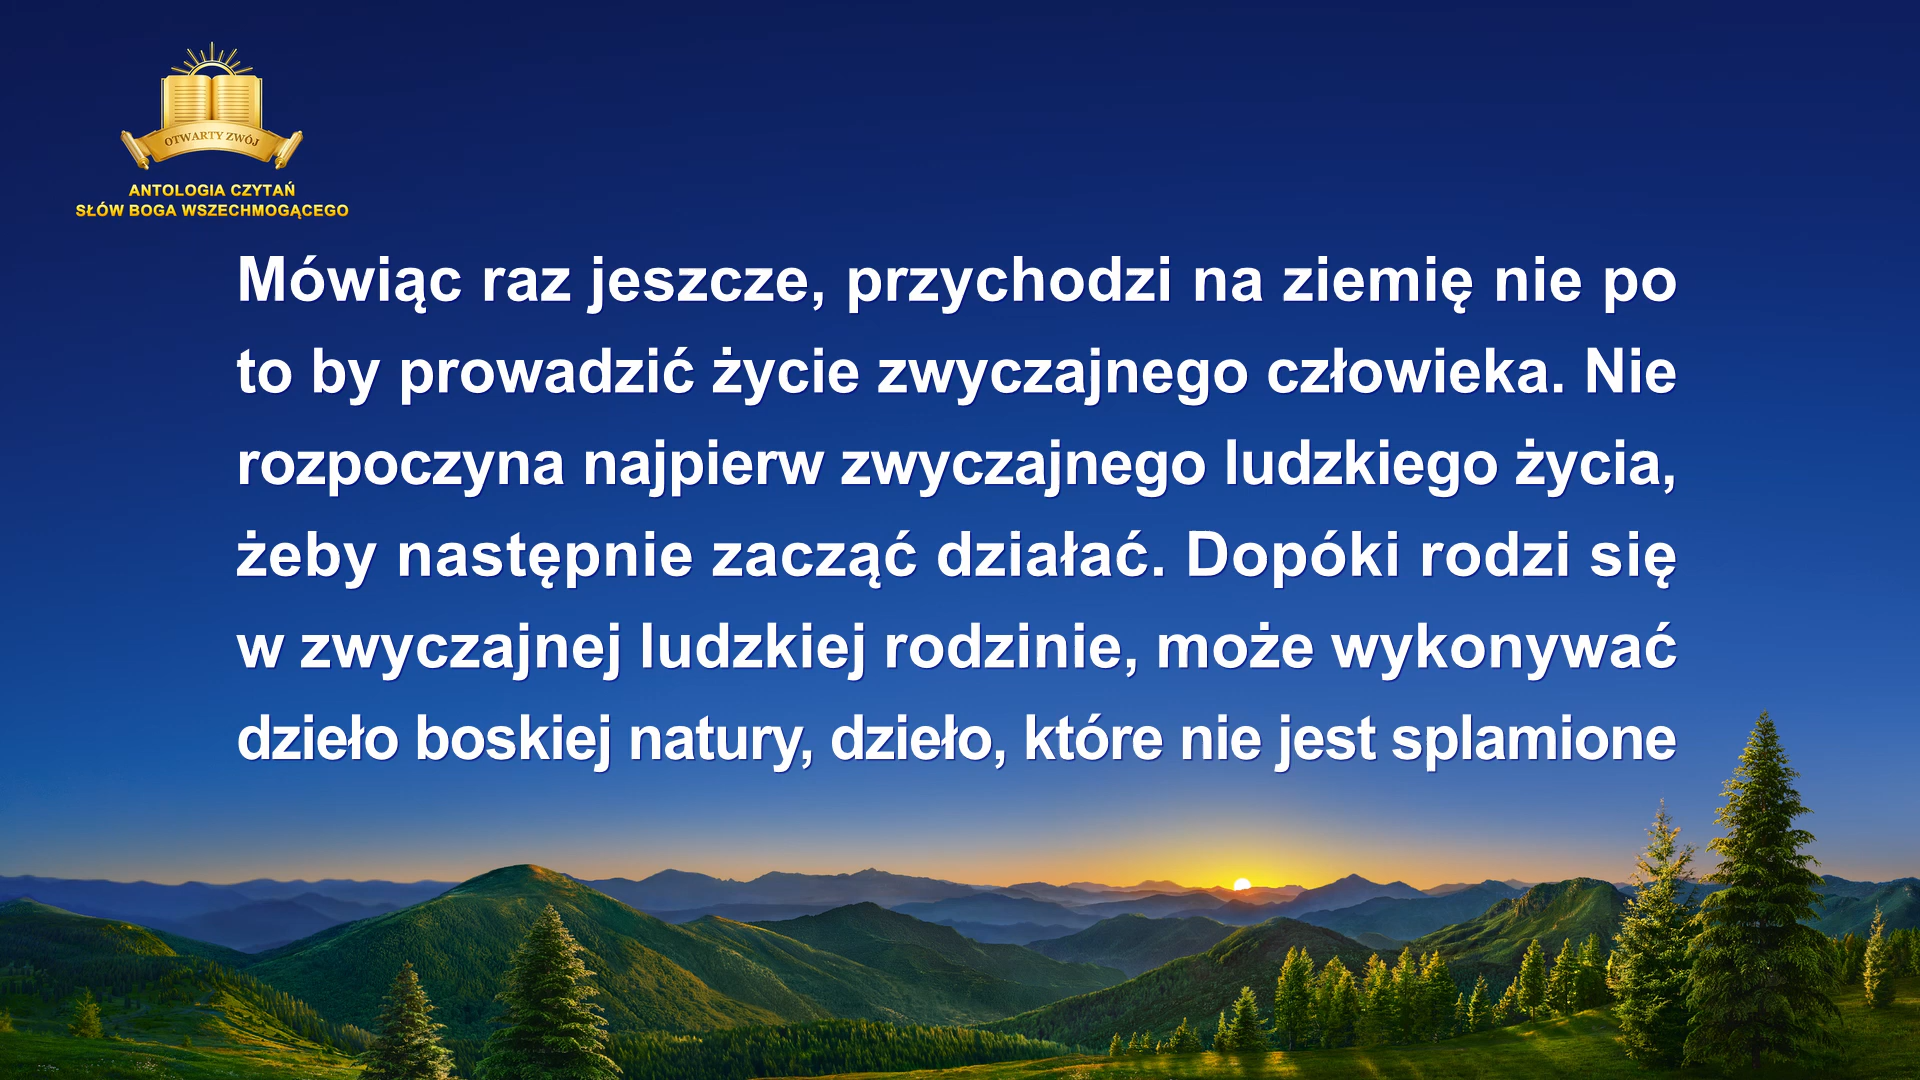 OTWARTY ZWÓJ
ANTOLOGIA CZYTAŃ
SŁÓW BOGA WSZECHMOGĄCEGO
Mówiąc raz jeszcze, przychodzi na ziemię nie po
to by prowadzić życie zwyczajnego człowieka. Nie
rozpoczyna najpierw zwyczajnego ludzkiego życia,
żeby następnie zacząć działać. Dopóki rodzi się
w zwyczajnej ludzkiej rodzinie, może wykonywać
dzieło boskiej natury, dzieło, które nie jest splamione